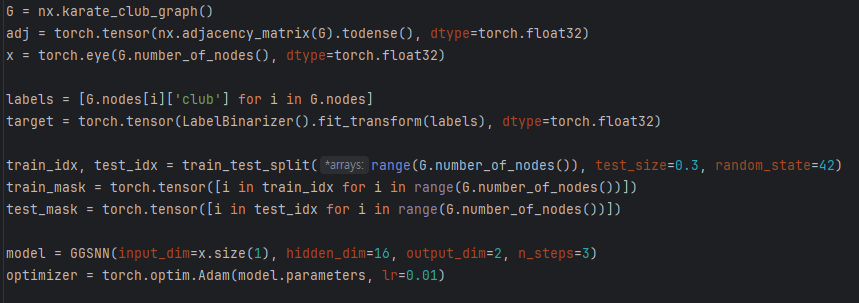 G = nx.karate_club_graph()
adj = torch.tensor(nx.adjacency_matrix(G).todense(), dtype=torch.float32)
x = torch.eye(G.number_of_nodes(), dtype=torch.float32)
labels = [G.nodes[i]['club'] for i in G.nodes]
target = torch.tensor(LabelBinarizer().fit_transform(labels), dtype=torch.float32)
train_idx, test_idx = train_test_split( *arrays: range(G.number_of_nodes()), test_size=0.3, random_state=42)
train_mask = torch.tensor([i in train_idx for i in range(G.number_of_nodes())])
test_mask = torch.tensor([i in test_idx for i in range(G.number_of_nodes())])
model = GGSNN(input_dim=x.size(1), hidden_dim=16, output_dim=2, n_steps=3)
optimizer = torch.optim.Adam(model.parameters, lr=0.01)